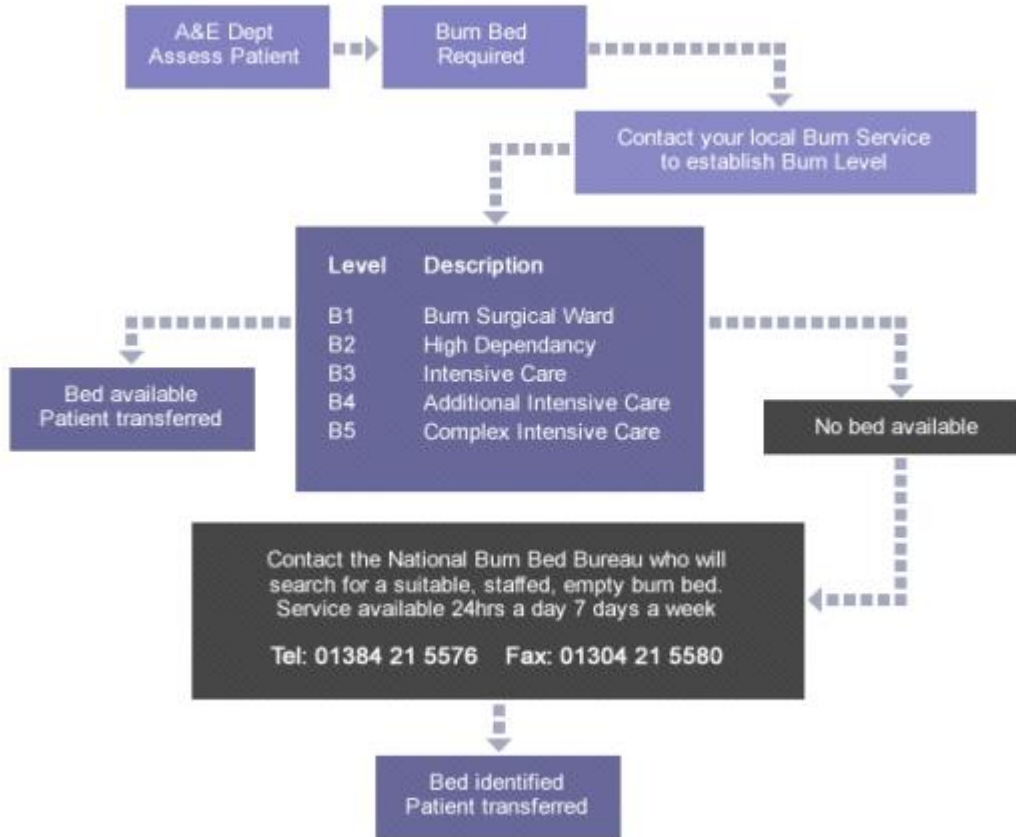 A&E Dept
Assess Patient
Burn Bed
Required
Contact your local Burn Service
to establish Burn Level
Level Description
B1 Burn Surgical Ward
B2 High Dependancy
B3 Intensive Care
B4 Additional Intensive Care
B5 Complex Intensive Care
Bed available
Patient transferred
No bed available
Contact the National Burn Bed Bureau who will
search for a suitable, staffed, empty burn bed.
Service available 24hrs a day 7 days a week
Tel: 01384 21 5576 Fax: 01304 21 5580
Bed identified
Patient transferred